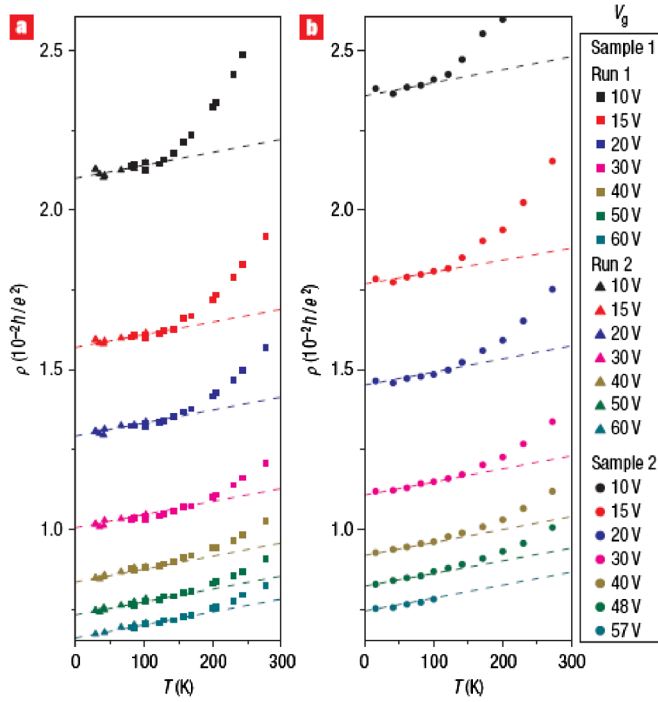 a
b
V_g
2.5
2.0
1.5
1.0
ρ (10⁻² h/e²)
0
100
200
300
T (K)
2.5
2.0
1.5
1.0
ρ (10⁻² h/e²)
0
100
200
300
T (K)
Sample 1
Run 1
10 V
15 V
20 V
30 V
40 V
50 V
60 V
Run 2
10 V
15 V
20 V
30 V
40 V
50 V
60 V
Sample 2
10 V
15 V
20 V
30 V
40 V
48 V
57 V